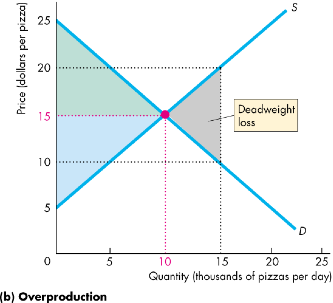 Price (dollars per pizza)
25
20
15
10
5
0
S
Deadweight
loss
D
5
10
15
20
25
Quantity (thousands of pizzas per day)
(b) Overproduction